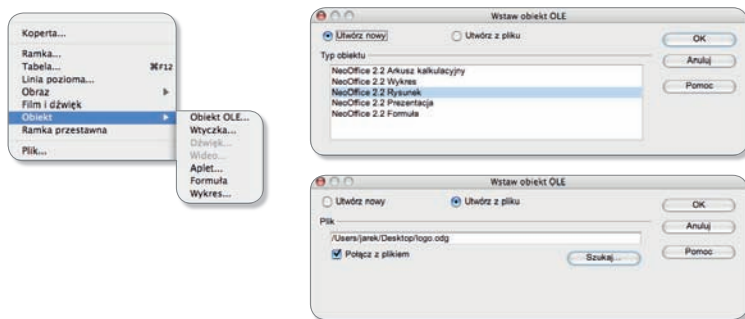 Koperta...
Ramka...
Tabela... ⌘F12
Linia pozioma...
Obraz
Film i dźwięk
Obiekt
Ramka przestawna
Plik...
Obiekt OLE...
Wtyczka...
Dźwięk...
Wideo...
Aplet...
Formuła
Wykres...
Wstaw obiekt OLE
Utwórz nowy Utwórz z pliku
OK
Typ obiektu
Anuluj
NeoOffice 2.2 Arkusz kalkulacyjny
NeoOffice 2.2 Wykres
Pomoc
NeoOffice 2.2 Rysunek
NeoOffice 2.2 Prezentacja
NeoOffice 2.2 Formuła
Wstaw obiekt OLE
Utwórz nowy Utwórz z pliku
OK
Plik
Anuluj
/Users/jarek/Desktop/logo.odg
Połącz z plikiem Szukaj... Pomoc